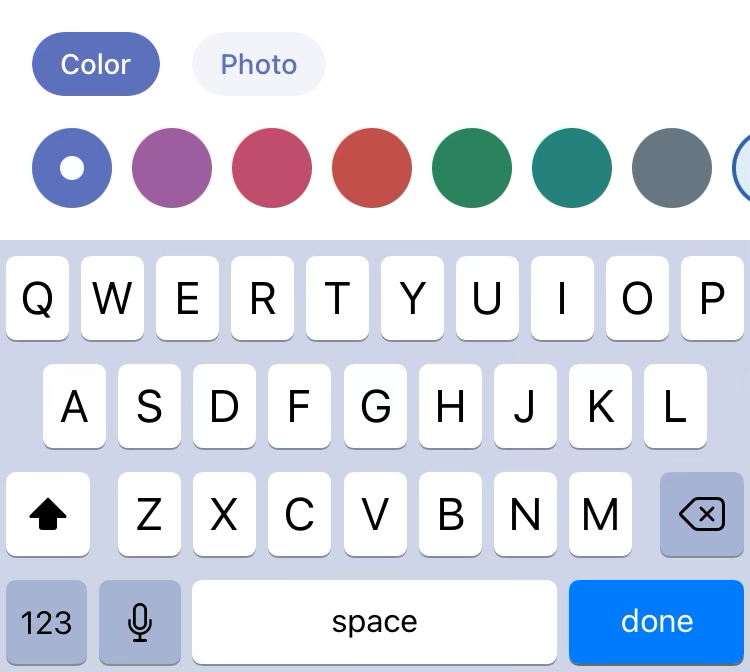 Color Photo
Q W E R T Y U I O P
A S D F G H J K L
Z X C V B N M
123 space done